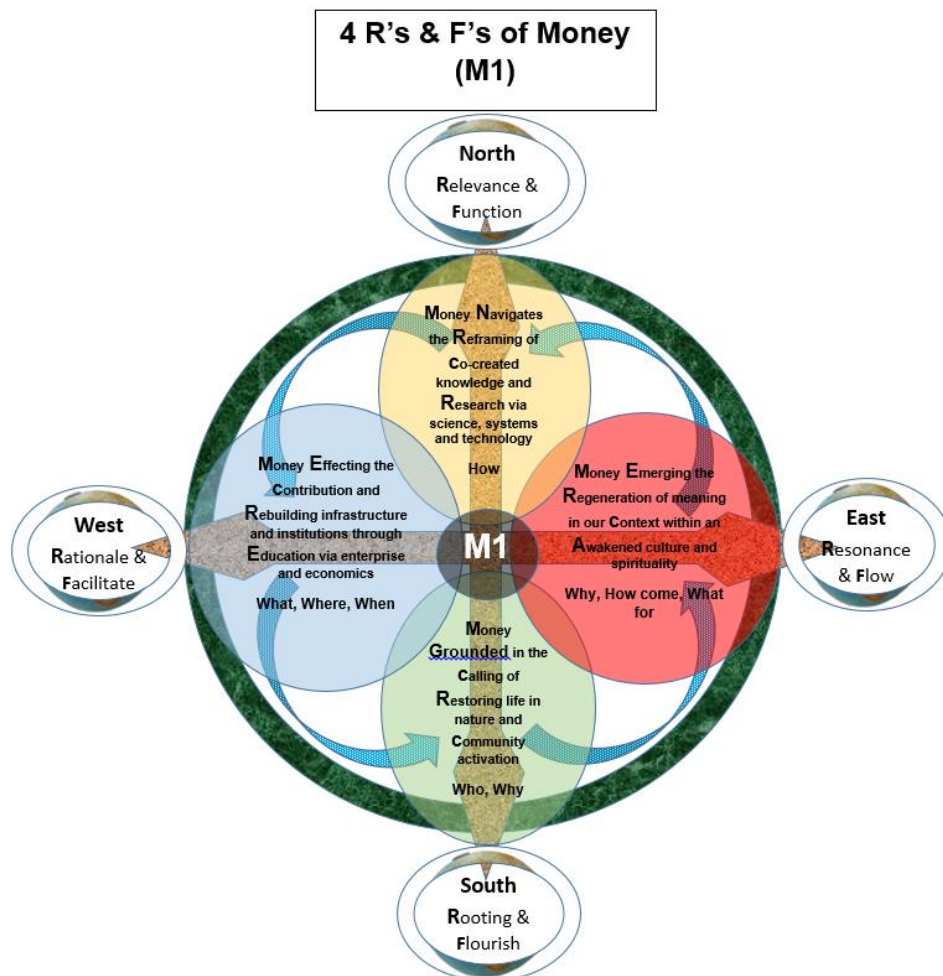 4 R's & F's of Money
(M1)
North
Relevance &
Function
Money Navigates
the Reframing of
Co-created
knowledge and
Research via
science, systems
and technology
How
Money Effecting the
Contribution and
Rebuilding infrastructure
and institutions through
Education via enterprise
and economics
What, Where, When
West
Rationale &
Facilitate
M1
Money Emerging the
Regeneration of meaning
in our Context within an
Awakened culture and
spirituality
Why, How come, What
for
East
Resonance
& Flow
Money
Grounded in the
Calling of
Restoring life in
nature and
Community
activation
Who, Why
South
Rooting &
Flourish